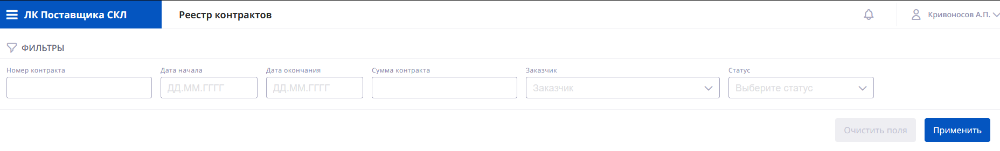 ЛК Поставщика СКЛ
Реестр контрактов
Кривоносов А.П.
ФИЛЬТРЫ
Номер контракта
Дата начала
Дата окончания
Сумма контракта
Заказчик
Статус
ДД.ММ.ГГГГ
ДД.ММ.ГГГГ
Заказчик
Выберите статус
Очистить поля
Применить